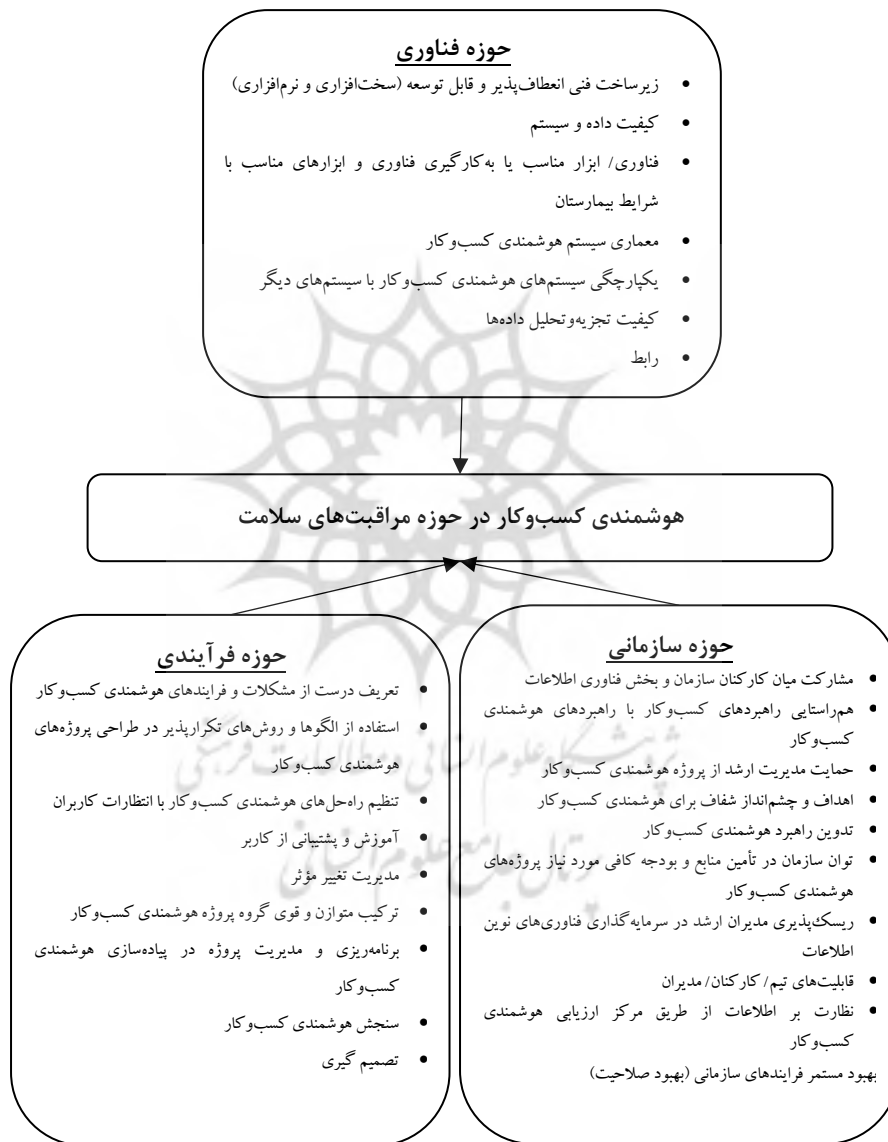 حوزه فناوری
• زیرساخت فنی انعطاف‌پذیر و قابل توسعه (سخت‌افزاری و نرم‌افزاری)
• کیفیت داده و سیستم
• فناوری/ ابزار مناسب یا به‌کارگیری فناوری و ابزارهای مناسب با
شرایط بیمارستان
• معماری سیستم هوشمندی کسب‌وکار
• یکپارچگی سیستم‌های هوشمندی کسب‌وکار با سیستم‌های دیگر
• کیفیت تجزیه‌وتحلیل داده‌ها
• رابط
هوشمندی کسب‌وکار در حوزه مراقبت‌های سلامت
حوزه سازمانی
• مشارکت میان کارکنان سازمان و بخش فناوری اطلاعات
• هم‌راستایی راهبردهای کسب‌وکار با راهبردهای هوشمندی
کسب‌وکار
• حمایت مدیریت ارشد از پروژه هوشمندی کسب‌وکار
• اهداف و چشم‌انداز شفاف برای هوشمندی کسب‌وکار
• تدوین راهبرد هوشمندی کسب‌وکار
• توان سازمان در تأمین منابع و بودجه کافی مورد نیاز پروژه‌های
هوشمندی کسب‌وکار
• ریسک‌پذیری مدیران ارشد در سرمایه‌گذاری فناوری‌های نوین
اطلاعات
• قابلیت‌های تیم/ کارکنان/ مدیران
• نظارت بر اطلاعات از طریق مرکز ارزیابی هوشمندی
کسب‌وکار
بهبود مستمر فرایندهای سازمانی (بهبود صلاحیت)
حوزه فرآیندی
• تعریف درست از مشکلات و فرایندهای هوشمندی کسب‌وکار
• استفاده از الگوها و روش‌های تکرارپذیر در طراحی پروژه‌های
هوشمندی کسب‌وکار
• تنظیم راه‌حل‌های هوشمندی کسب‌وکار با انتظارات کاربران
• آموزش و پشتیبانی از کاربر
• مدیریت تغییر مؤثر
• ترکیب متوازن و قوی گروه پروژه هوشمندی کسب‌وکار
• برنامه‌ریزی و مدیریت پروژه در پیاده‌سازی هوشمندی
کسب‌وکار
• سنجش هوشمندی کسب‌وکار
• تصمیم گیری
پژوهشگاه علوم انسانی و مطالعات فرهنگی
پرتال جامع علوم انسانی